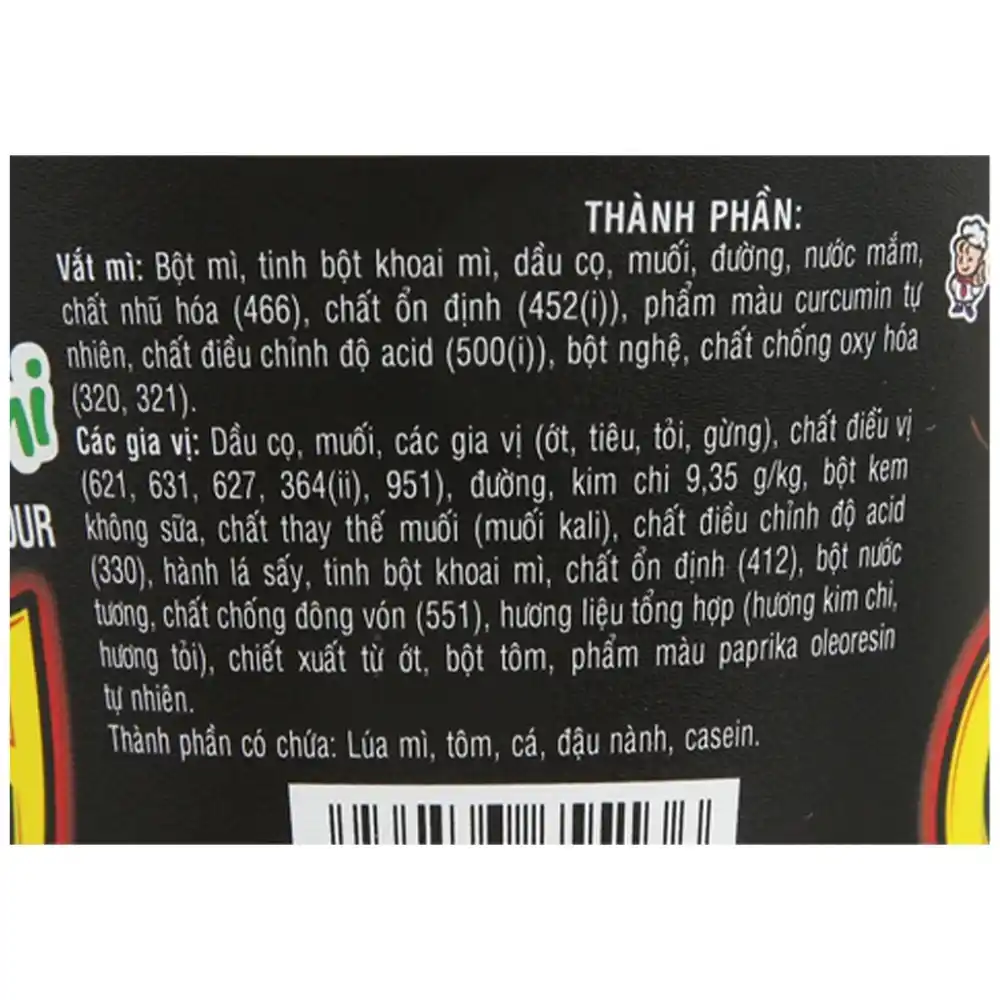 THÀNH PHẦN:
Vắt mì: Bột mì, tinh bột khoai mì, dầu cọ, muối, đường, nước mắm,
chất nhũ hóa (466), chất ổn định (452(i)), phẩm màu curcumin tự
nhiên, chất điều chỉnh độ acid (500(i)), bột nghệ, chất chống oxy hóa
(320, 321).
Các gia vị: Dầu cọ, muối, các gia vị (ớt, tiêu, tỏi, gừng), chất điều vị
(621, 631, 627, 364(ii), 951), đường, kim chi 9,35 g/kg, bột kem
không sữa, chất thay thế muối (muối kali), chất điều chỉnh độ acid
(330), hành lá sấy, tinh bột khoai mì, chất ổn định (412), bột nước
tương, chất chống đông vón (551), hương liệu tổng hợp (hương kim chi,
hương tỏi), chiết xuất từ ớt, bột tôm, phẩm màu paprika oleoresin
tự nhiên.
Thành phần có chứa: Lúa mì, tôm, cá, đậu nành, casein.